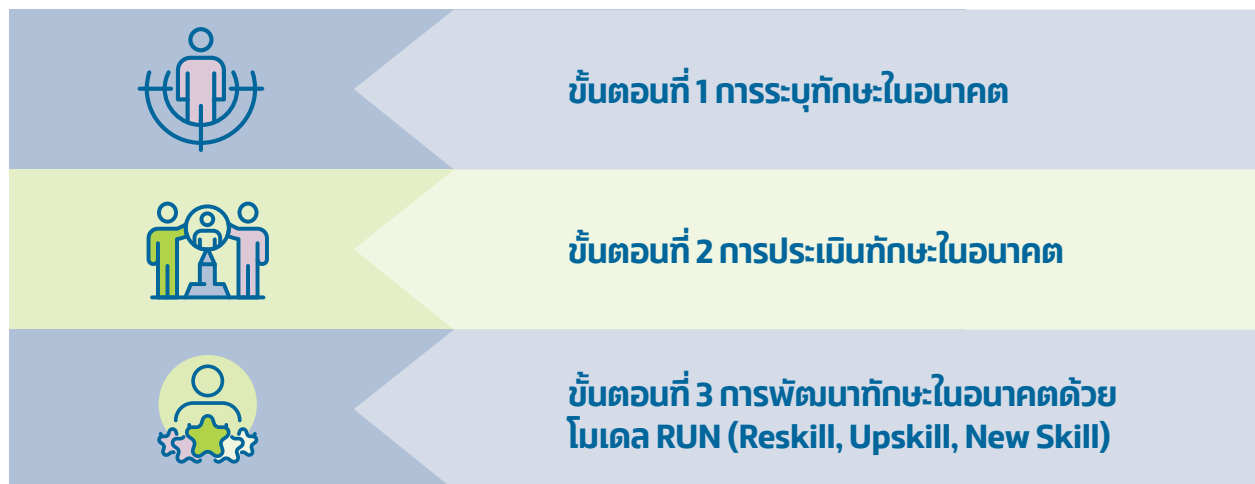 ขั้นตอนที่ 1 การระบุทักษะในอนาคต
ขั้นตอนที่ 2 การประเมินทักษะในอนาคต
ขั้นตอนที่ 3 การพัฒนาทักษะในอนาคตด้วย
โมเดล RUN (Reskill, Upskill, New Skill)